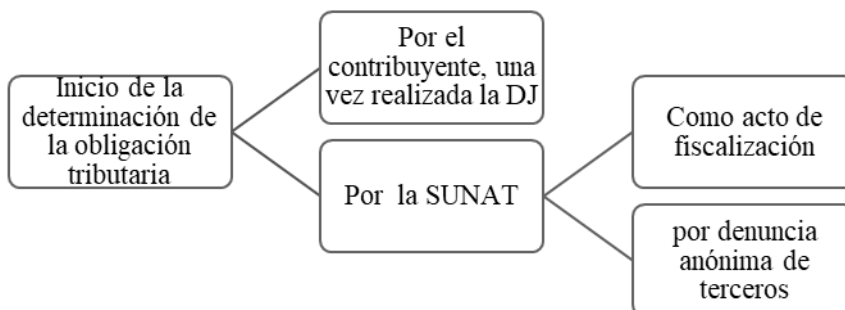 Inicio de la
determinación de
la obligación
tributaria
Por el
contribuyente, una
vez realizada la DJ
Por la SUNAT
Como acto de
fiscalización
por denuncia
anónima de
terceros